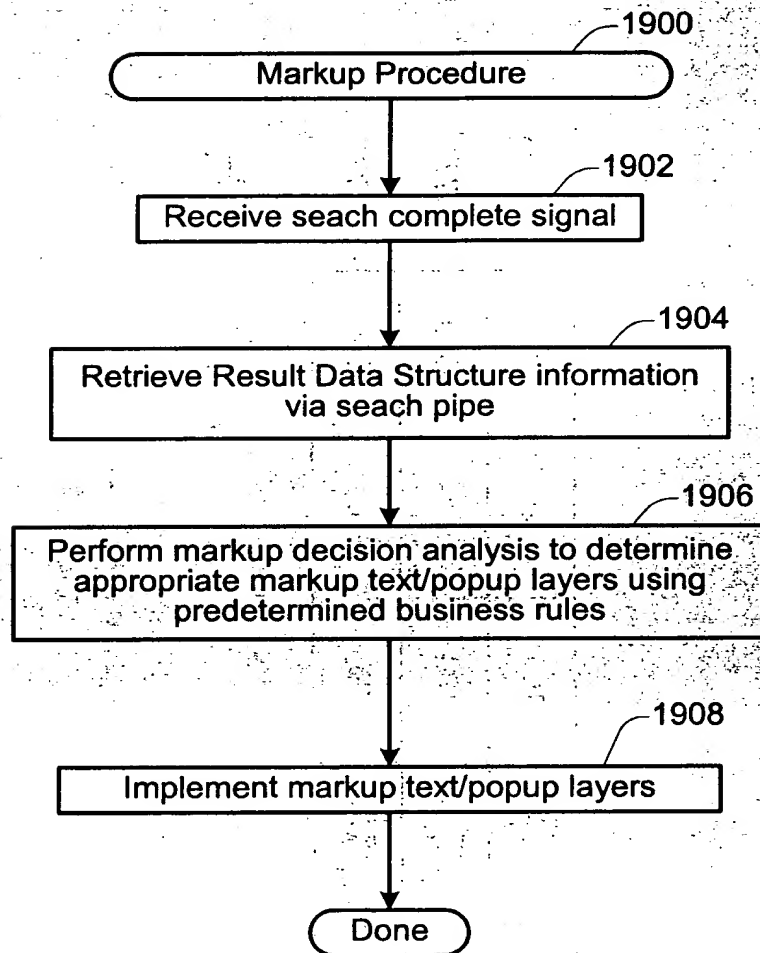 1900
Markup Procedure
1902
Receive seach complete signal
1904
Retrieve Result Data Structure information
via seach pipe
1906
Perform markup decision analysis to determine
appropriate markup text/popup layers using
predetermined business rules
1908
Implement markup text/popup layers
Done